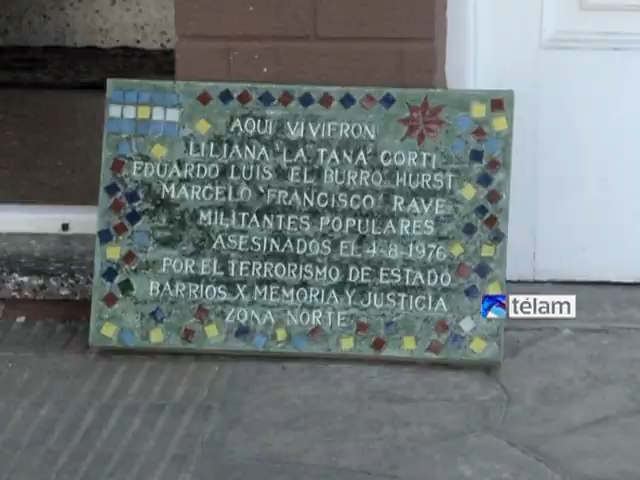 AQUI VIVIERON
LILIANA "LA TANA" CORTI
EDUARDO LUIS "EL BURRO" HURST
MARCELO "FRANCISCO" RAVE
MILITANTES POPULARES
ASESINADOS EL 4-8-1976
POR EL TERRORISMO DE ESTADO
BARRIOS X MEMORIA Y JUSTICIA
ZONA NORTE
télam